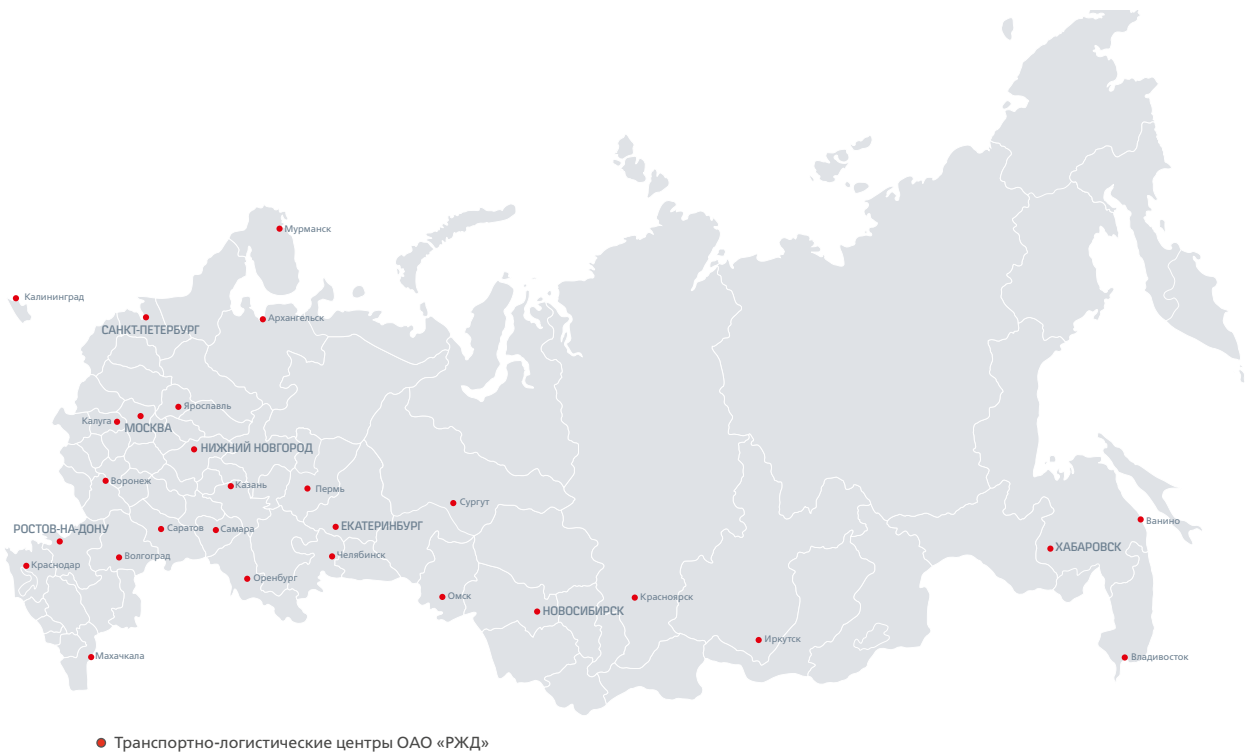 Мурманск
Калининград
Архангельск
САНКТ-ПЕТЕРБУРГ
Ярославль
Калуга
МОСКВА
НИЖНИЙ НОВГОРОД
Воронеж
Казань
Пермь
Сургут
РОСТОВ-НА-ДОНУ
Саратов
Самара
ЕКАТЕРИНБУРГ
Ванино
ХАБАРОВСК
Волгоград
Челябинск
Краснодар
Оренбург
Омск
Красноярск
НОВОСИБИРСК
Иркутск
Махачкала
Владивосток
Транспортно-логистические центры ОАО «РЖД»